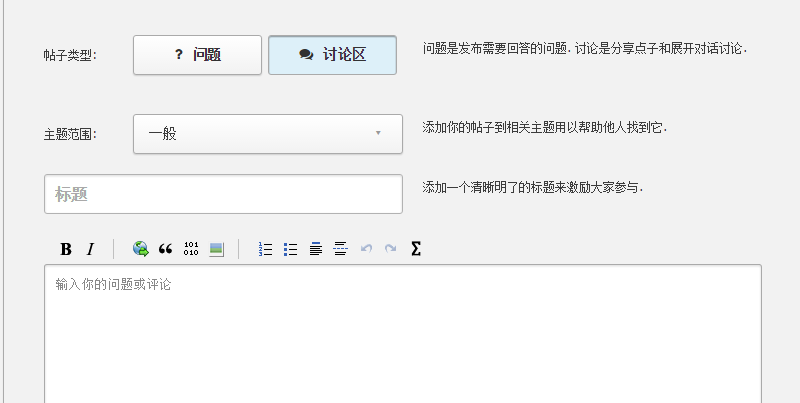 帖子类型:
? 问题
讨论区
问题是发布需要回答的问题. 讨论是分享点子和展开对话讨论.
主题范围:
一般
添加你的帖子到相关主题用以帮助他人找到它.
标题
添加一个清晰明了的标题来激励大家参与.
B I 101 010 Σ
输入你的问题或评论